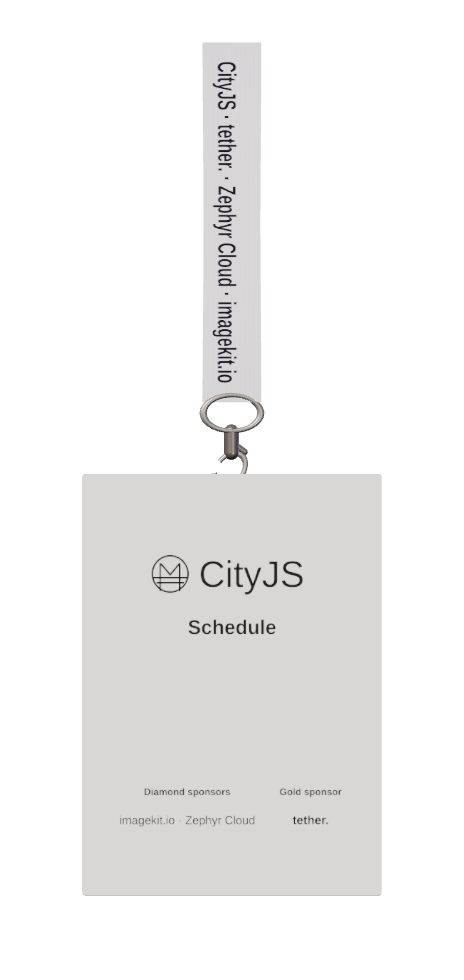 CityJS · tether. · Zephyr Cloud · imagekit.io
CityJS
Schedule
Diamond sponsors
Gold sponsor
imagekit.io · Zephyr Cloud
tether.